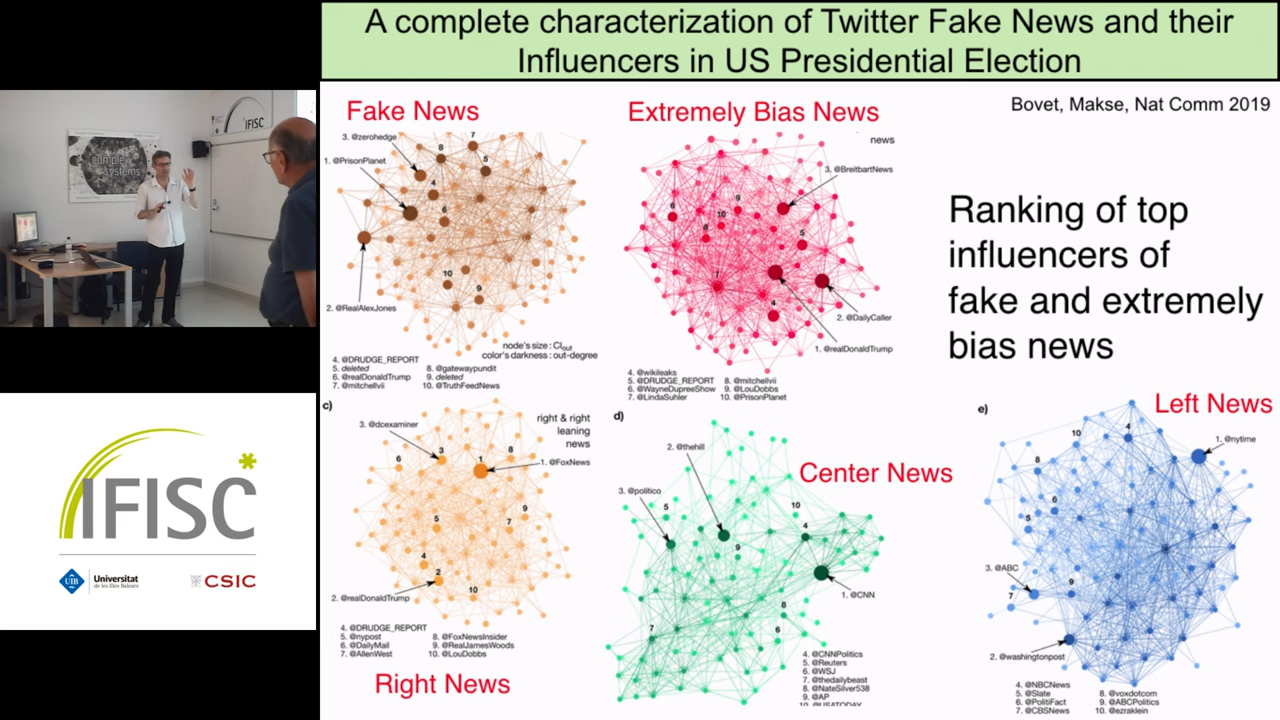 A complete characterization of Twitter Fake News and their
Influencers in US Presidential Election
Bovet, Makse, Nat Comm 2019
Fake News
3. @zerohedge
1. @PrisonPlanet
2. @RealAlexJones
7
8
5
4
6
10
9
node's size : CIout
color's darkness : out-degree
4. @DRUDGE_REPORT
5. deleted
6. @realDonaldTrump
7. @mitchellvii
8. @gatewaypundit
9. deleted
10. @TruthFeedNews
Extremely Bias News
news
3. @BreitbartNews
2. @DailyCaller
1. @realDonaldTrump
6
9
10
8
5
7
4
4. @wikileaks
5. @DRUDGE_REPORT
6. @WayneDupreeShow
7. @LindaSuhler
8. @mitchellvii
9. @LouDobbs
10. @PrisonPlanet
Ranking of top
influencers of
fake and extremely
bias news
c)
right & right
leaning
news
3. @dcexaminer
1. @FoxNews
2. @realDonaldTrump
3
1
8
6
5
9
7
4
2
10
4. @DRUDGE_REPORT
5. @nypost
6. @DailyMail
7. @AllenWest
8. @FoxNewsInsider
9. @RealJamesWoods
10. @LouDobbs
Right News
d)
2. @thehill
3. @politico
Center News
1. @CNN
5
10
4
9
8
7
6
4. @CNNPolitics
5. @Reuters
6. @WSJ
7. @thedailybeast
8. @NateSilver538
9. @AP
10. @USATODAY
e)
Left News
1. @nytime
3. @ABC
2. @washingtonpost
10
4
8
6
5
9
7
4. @NBCNews
5. @Slate
6. @PolitiFact
7. @CBSNews
8. @voxdotcom
9. @ABCPolitics
10. @ezraklein
complex
systems
IFISC
IFISC
UIB
Universitat
de les Illes Balears
CSIC